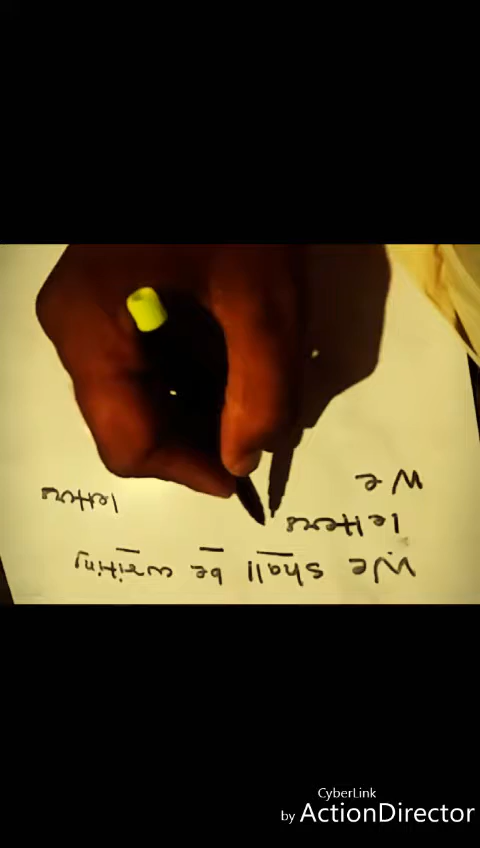 We shall be writing
letters
We letters
CyberLink
by ActionDirector